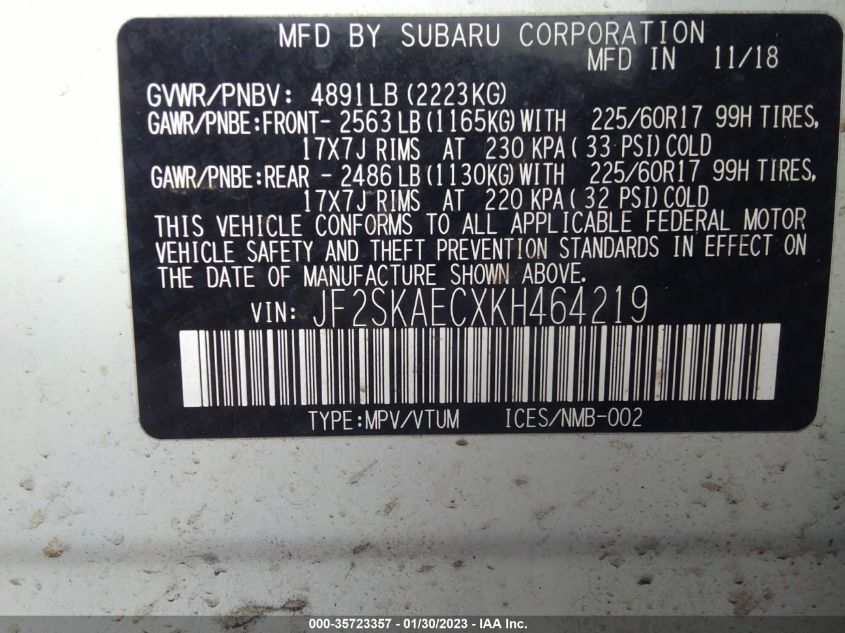 MFD BY SUBARU CORPORATION
MFD IN 11/18
GVWR/PNBV: 4891LB(2223KG)
GAWR/PNBE:FRONT- 2563LB(1165KG)WITH 225/60R17 99H TIRES,
17X7J RIMS AT 230 KPA( 33 PSI)COLD
GAWR/PNBE:REAR - 2486LB(1130KG)WITH 225/60R17 99H TIRES,
17X7J RIMS AT 220 KPA( 32 PSI)COLD
THIS VEHICLE CONFORMS TO ALL APPLICABLE FEDERAL MOTOR
VEHICLE SAFETY AND THEFT PREVENTION STANDARDS IN EFFECT ON
THE DATE OF MANUFACTURE SHOWN ABOVE.
VIN: JF2SKAECXKH464219
TYPE:MPV/VTUM ICES/NMB-002
000-35723357 - 01/30/2023 - IAA Inc.